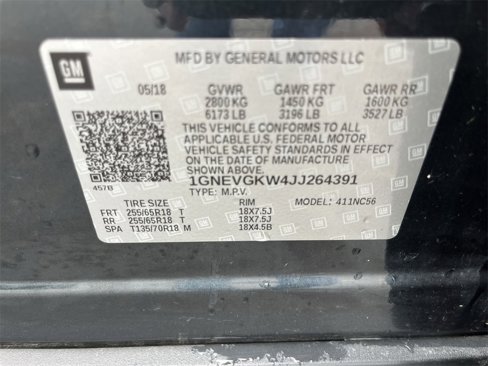 GM
MFD BY GENERAL MOTORS LLC
05/18 GVWR GAWR FRT GAWR RR
2800 KG 1450 KG 1600 KG
6173 LB 3196 LB 3527 LB
THIS VEHICLE CONFORMS TO ALL
APPLICABLE U.S. FEDERAL MOTOR
VEHICLE SAFETY STANDARDS IN EFFECT
ON THE DATE OF MANUFACTURE
SHOWN ABOVE.
1GNEVGKW4JJ264391
4570 TYPE: M.P.V.
TIRE SIZE RIM MODEL: 411NC56
FRT 255/65R18 T 18X7.5J
RR 255/65R18 T 18X7.5J
SPA T135/70R18 M 18X4.5B